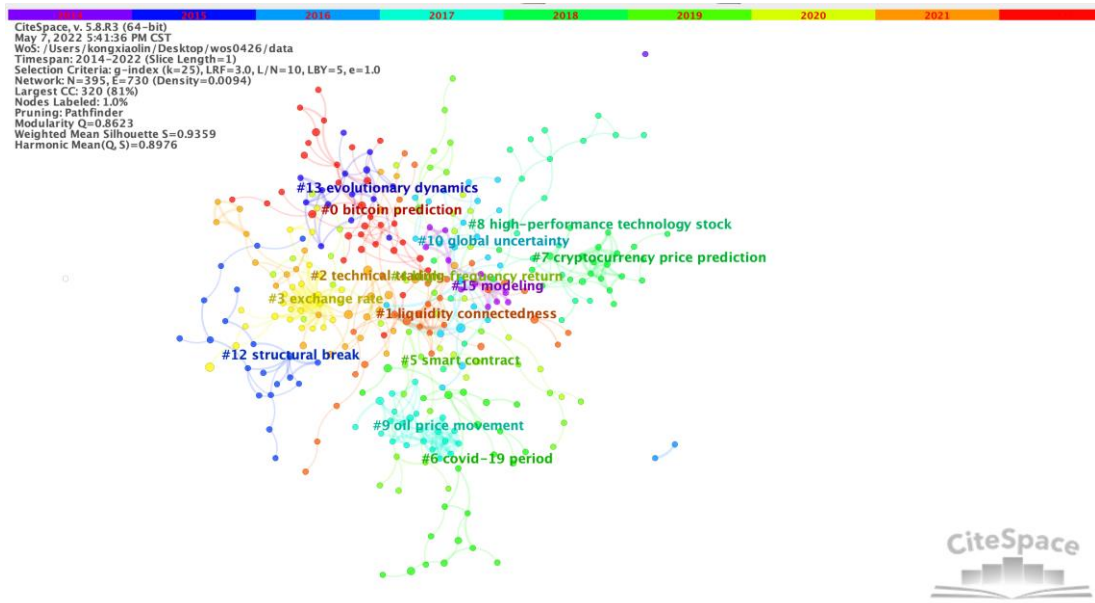 2015 2016 2017 2018 2019 2020 2021
CiteSpace, v. 5.8.R3 (64-bit)
May 7, 2022 5:41:36 PM CST
WoS: /Users/kongxiaolin/Desktop/wos0426/data
Timespan: 2014-2022 (Slice Length=1)
Selection Criteria: g-index (k=25), LRF=3.0, L/N=10, LBY=5, e=1.0
Network: N=395, E=730 (Density=0.0094)
Largest CC: 320 (81%)
Nodes Labeled: 1.0%
Pruning: Pathfinder
Modularity Q=0.8623
Weighted Mean Silhouette S=0.9359
Harmonic Mean(Q, S)=0.8976
#13 evolutionary dynamics
#0 bitcoin prediction
#8 high-performance technology stock
#10 global uncertainty
#7 cryptocurrency price prediction
#2 technical trading
frequency return
#15 modeling
#3 exchange rate
#1 liquidity connectedness
#12 structural break
#5 smart contract
#9 oil price movement
#6 covid-19 period
CiteSpace